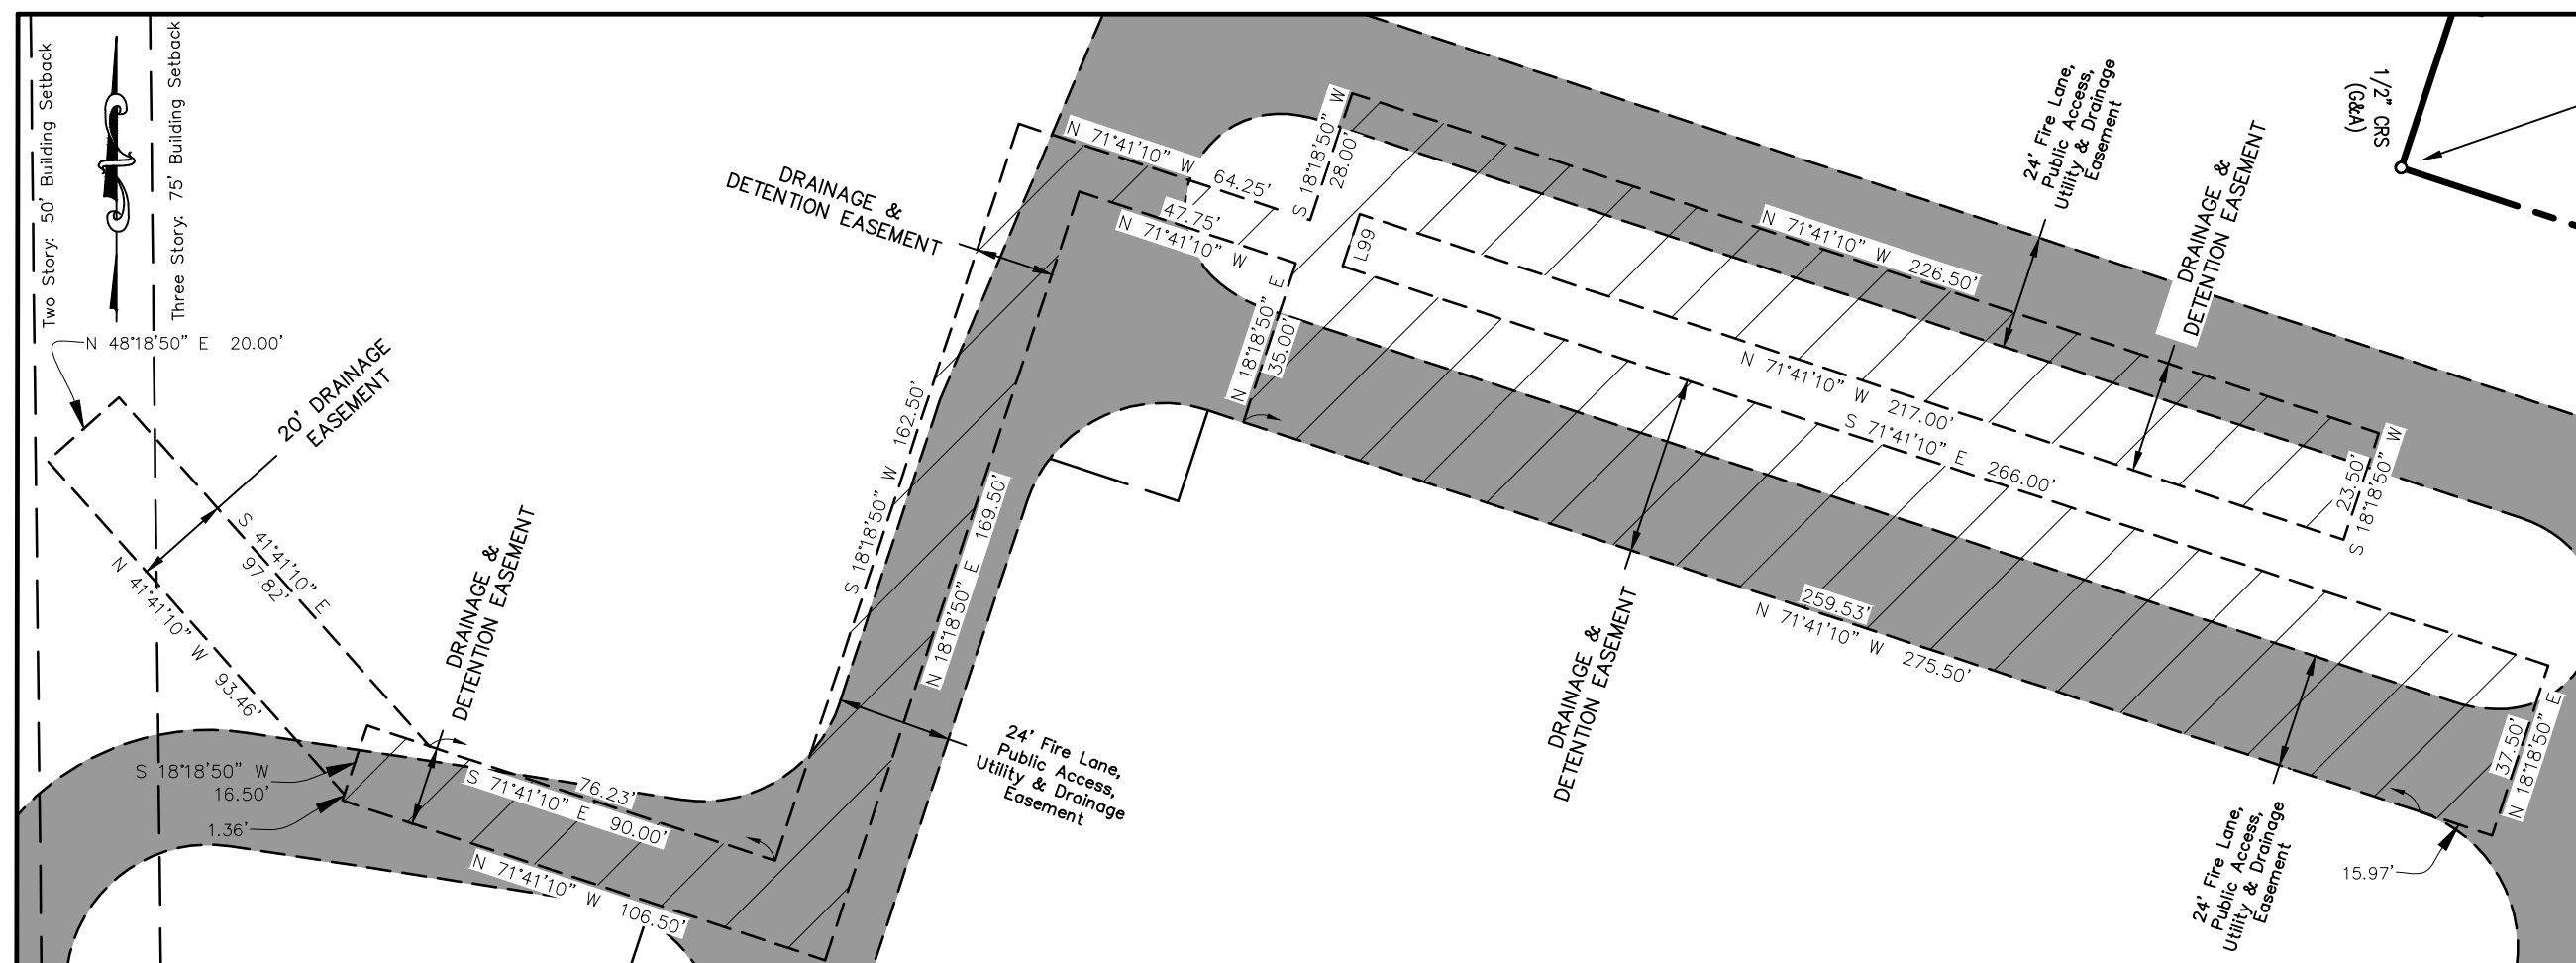 Two Story: 50' Building Setback
Three Story: 75' Building Setback
N 48°18'50" E 20.00'
20' DRAINAGE
EASEMENT
S 41°41'10" E
97.82'
N 41°41'10" W
93.46'
DRAINAGE &
DETENTION EASEMENT
S 18°18'50" W
16.50'
1.36'
76.23'
S 71°41'10" E 90.00'
N 71°41'10" W 106.50'
DRAINAGE &
DETENTION EASEMENT
S 18°18'50" W 162.50'
N 18°18'50" E 169.50'
24' Fire Lane,
Public Access,
Utility & Drainage
Easement
N 71°41'10" W 64.25'
47.75'
N 71°41'10" W
S 18°18'50" W
28.00'
L99
N 18°18'50" E
35.00'
N 71°41'10" W 226.50'
N 71°41'10" W 217.00'
S 71°41'10" E 266.00'
259.53'
N 71°41'10" W 275.50'
DRAINAGE &
DETENTION EASEMENT
24' Fire Lane,
Public Access,
Utility & Drainage
Easement
DRAINAGE &
DETENTION EASEMENT
23.50'
S 18°18'50" W
37.50'
N 18°18'50" E
15.97'
24' Fire Lane,
Public Access,
Utility & Drainage
Easement
1/2" CRS
(G&A)